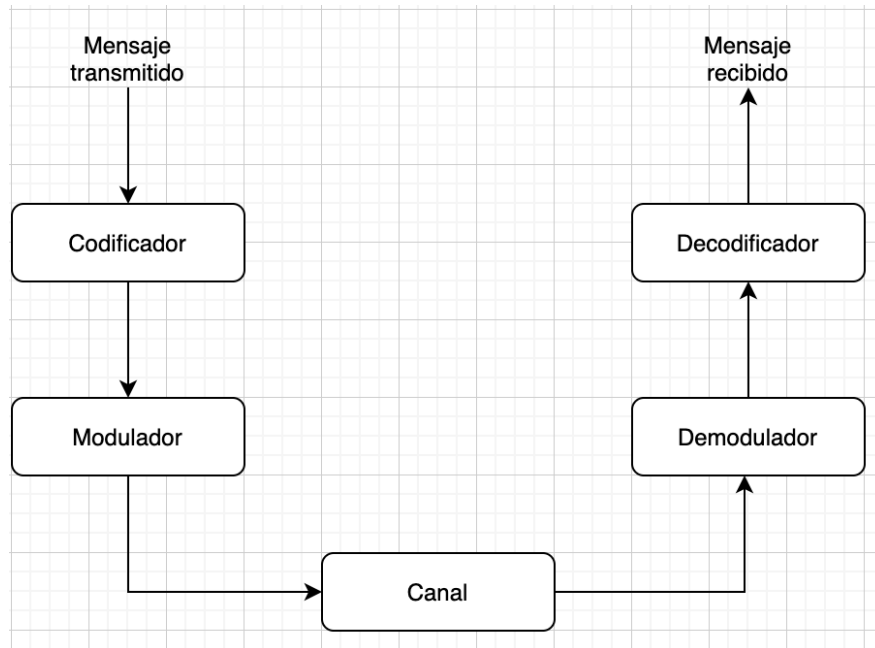 Mensaje
transmitido
Mensaje
recibido
Codificador
Decodificador
Modulador
Demodulador
Canal